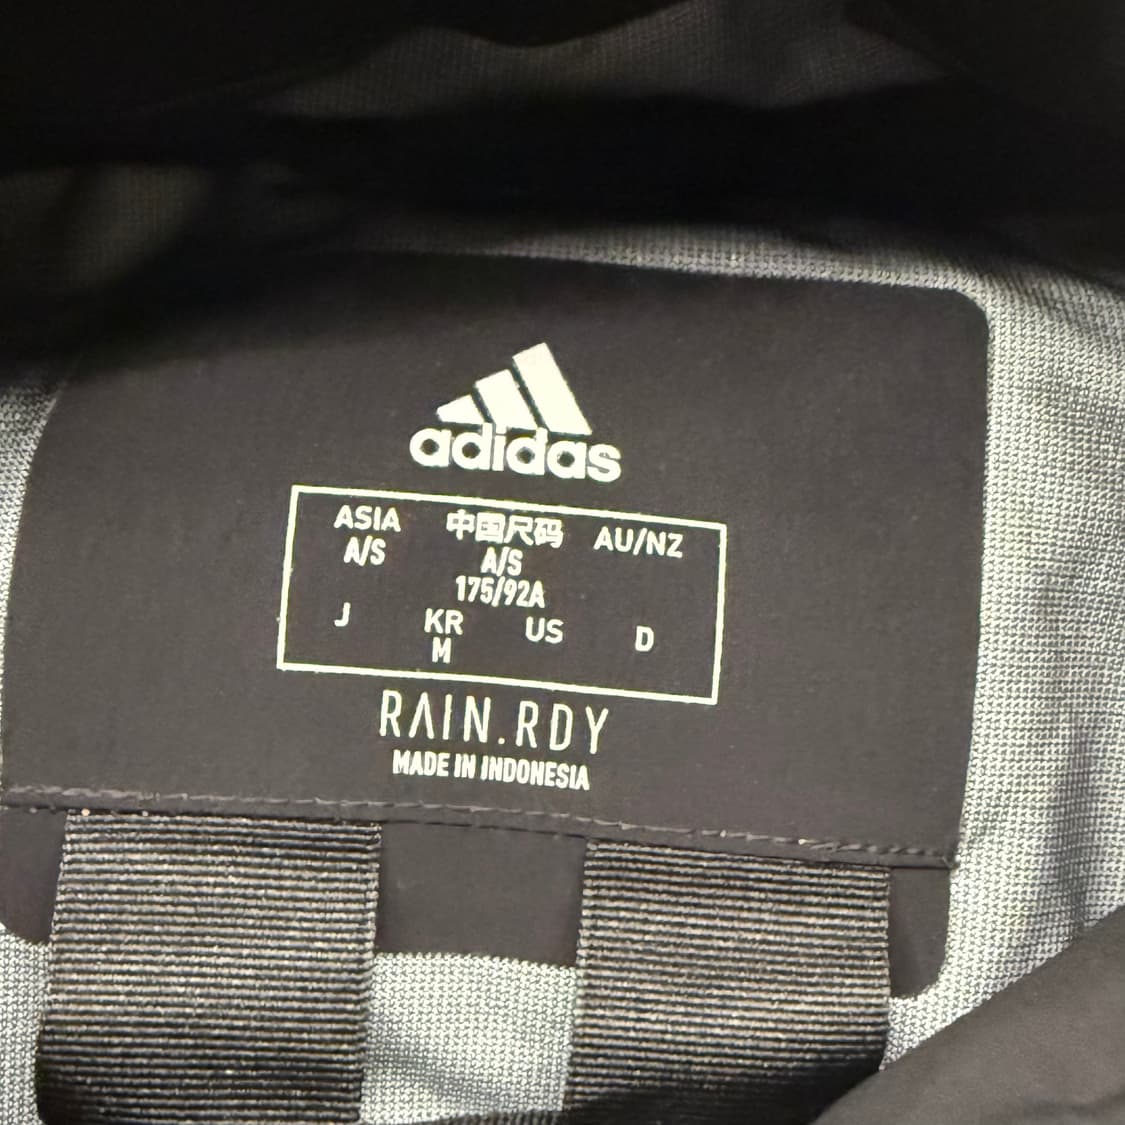 adidas
ASIA 中国尺码 AU/NZ
A/S A/S
175/92A
J KR US D
M
RAIN.RDY
MADE IN INDONESIA